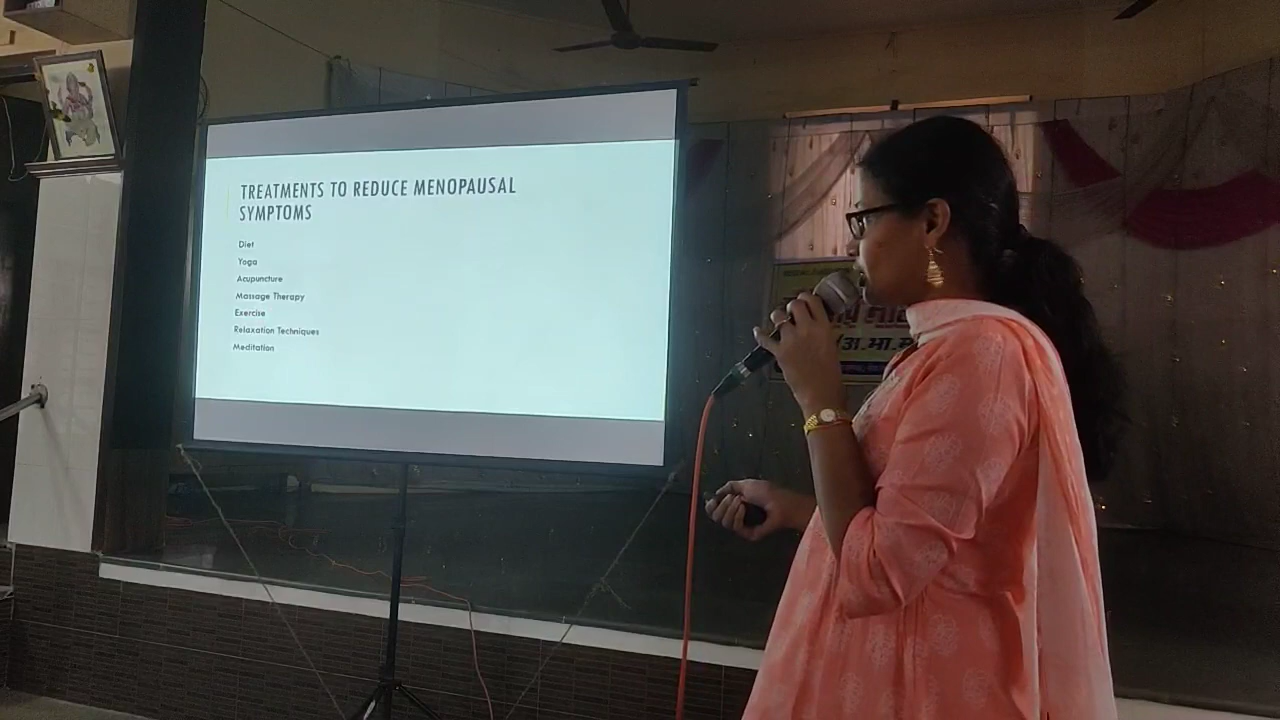 TREATMENTS TO REDUCE MENOPAUSAL
SYMPTOMS
Diet
Yoga
Acupuncture
Massage Therapy
Exercise
Relaxation Techniques
Meditation
अ.भा.